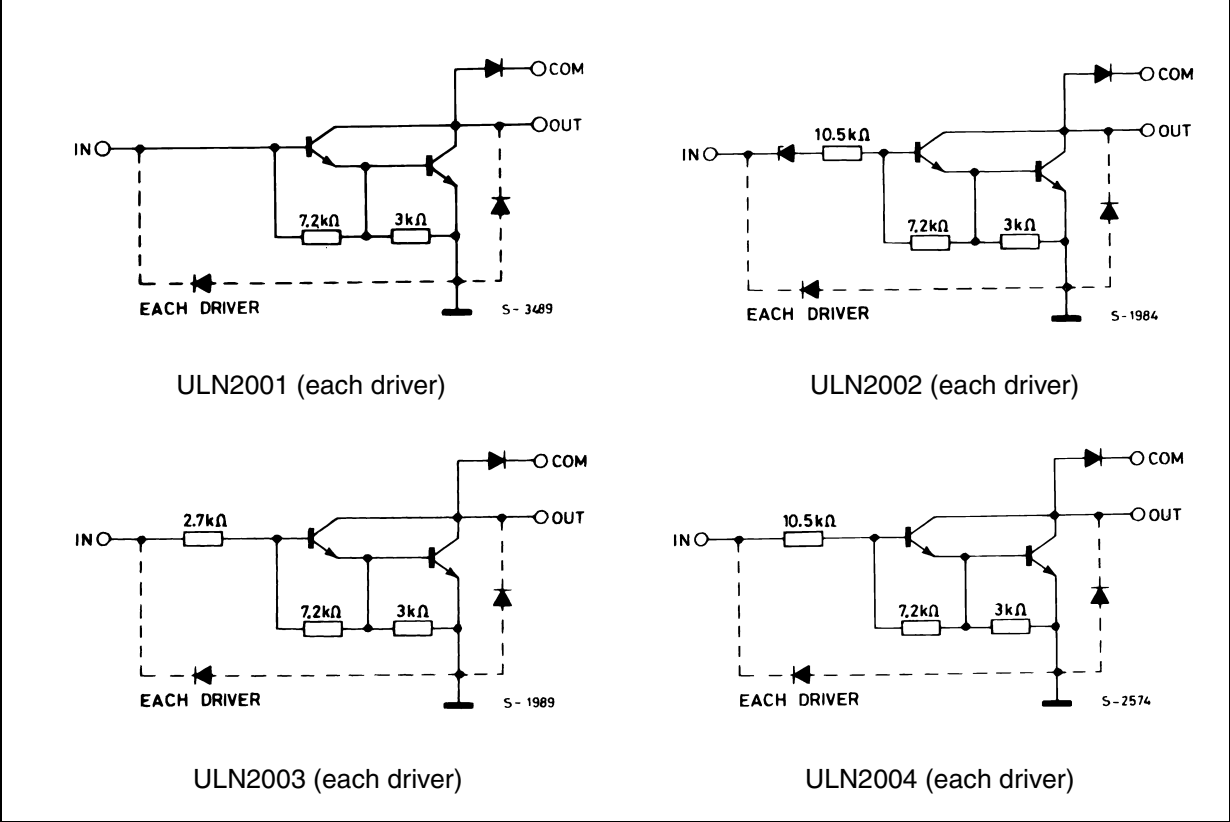 COM
OUT
IN
7.2kΩ
3kΩ
EACH DRIVER
S-3489
ULN2001 (each driver)
COM
OUT
10.5kΩ
IN
7.2kΩ
3kΩ
EACH DRIVER
S-1984
ULN2002 (each driver)
COM
OUT
2.7kΩ
IN
7.2kΩ
3kΩ
EACH DRIVER
S-1989
ULN2003 (each driver)
COM
OUT
10.5kΩ
IN
7.2kΩ
3kΩ
EACH DRIVER
S-2574
ULN2004 (each driver)